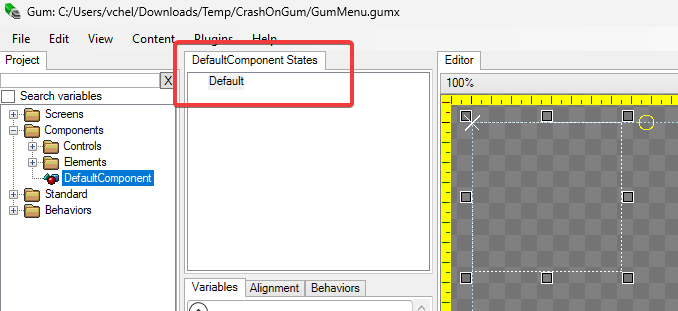 Gum: C:/Users/vchel/Downloads/Temp/CrashOnGum/GumMenu.gumx
File Edit View Content Plugins Help
Project
X
Search variables
Screens
Components
Controls
Elements
DefaultComponent
Standard
Behaviors
DefaultComponent States
Default
Variables Alignment Behaviors
Editor
100%